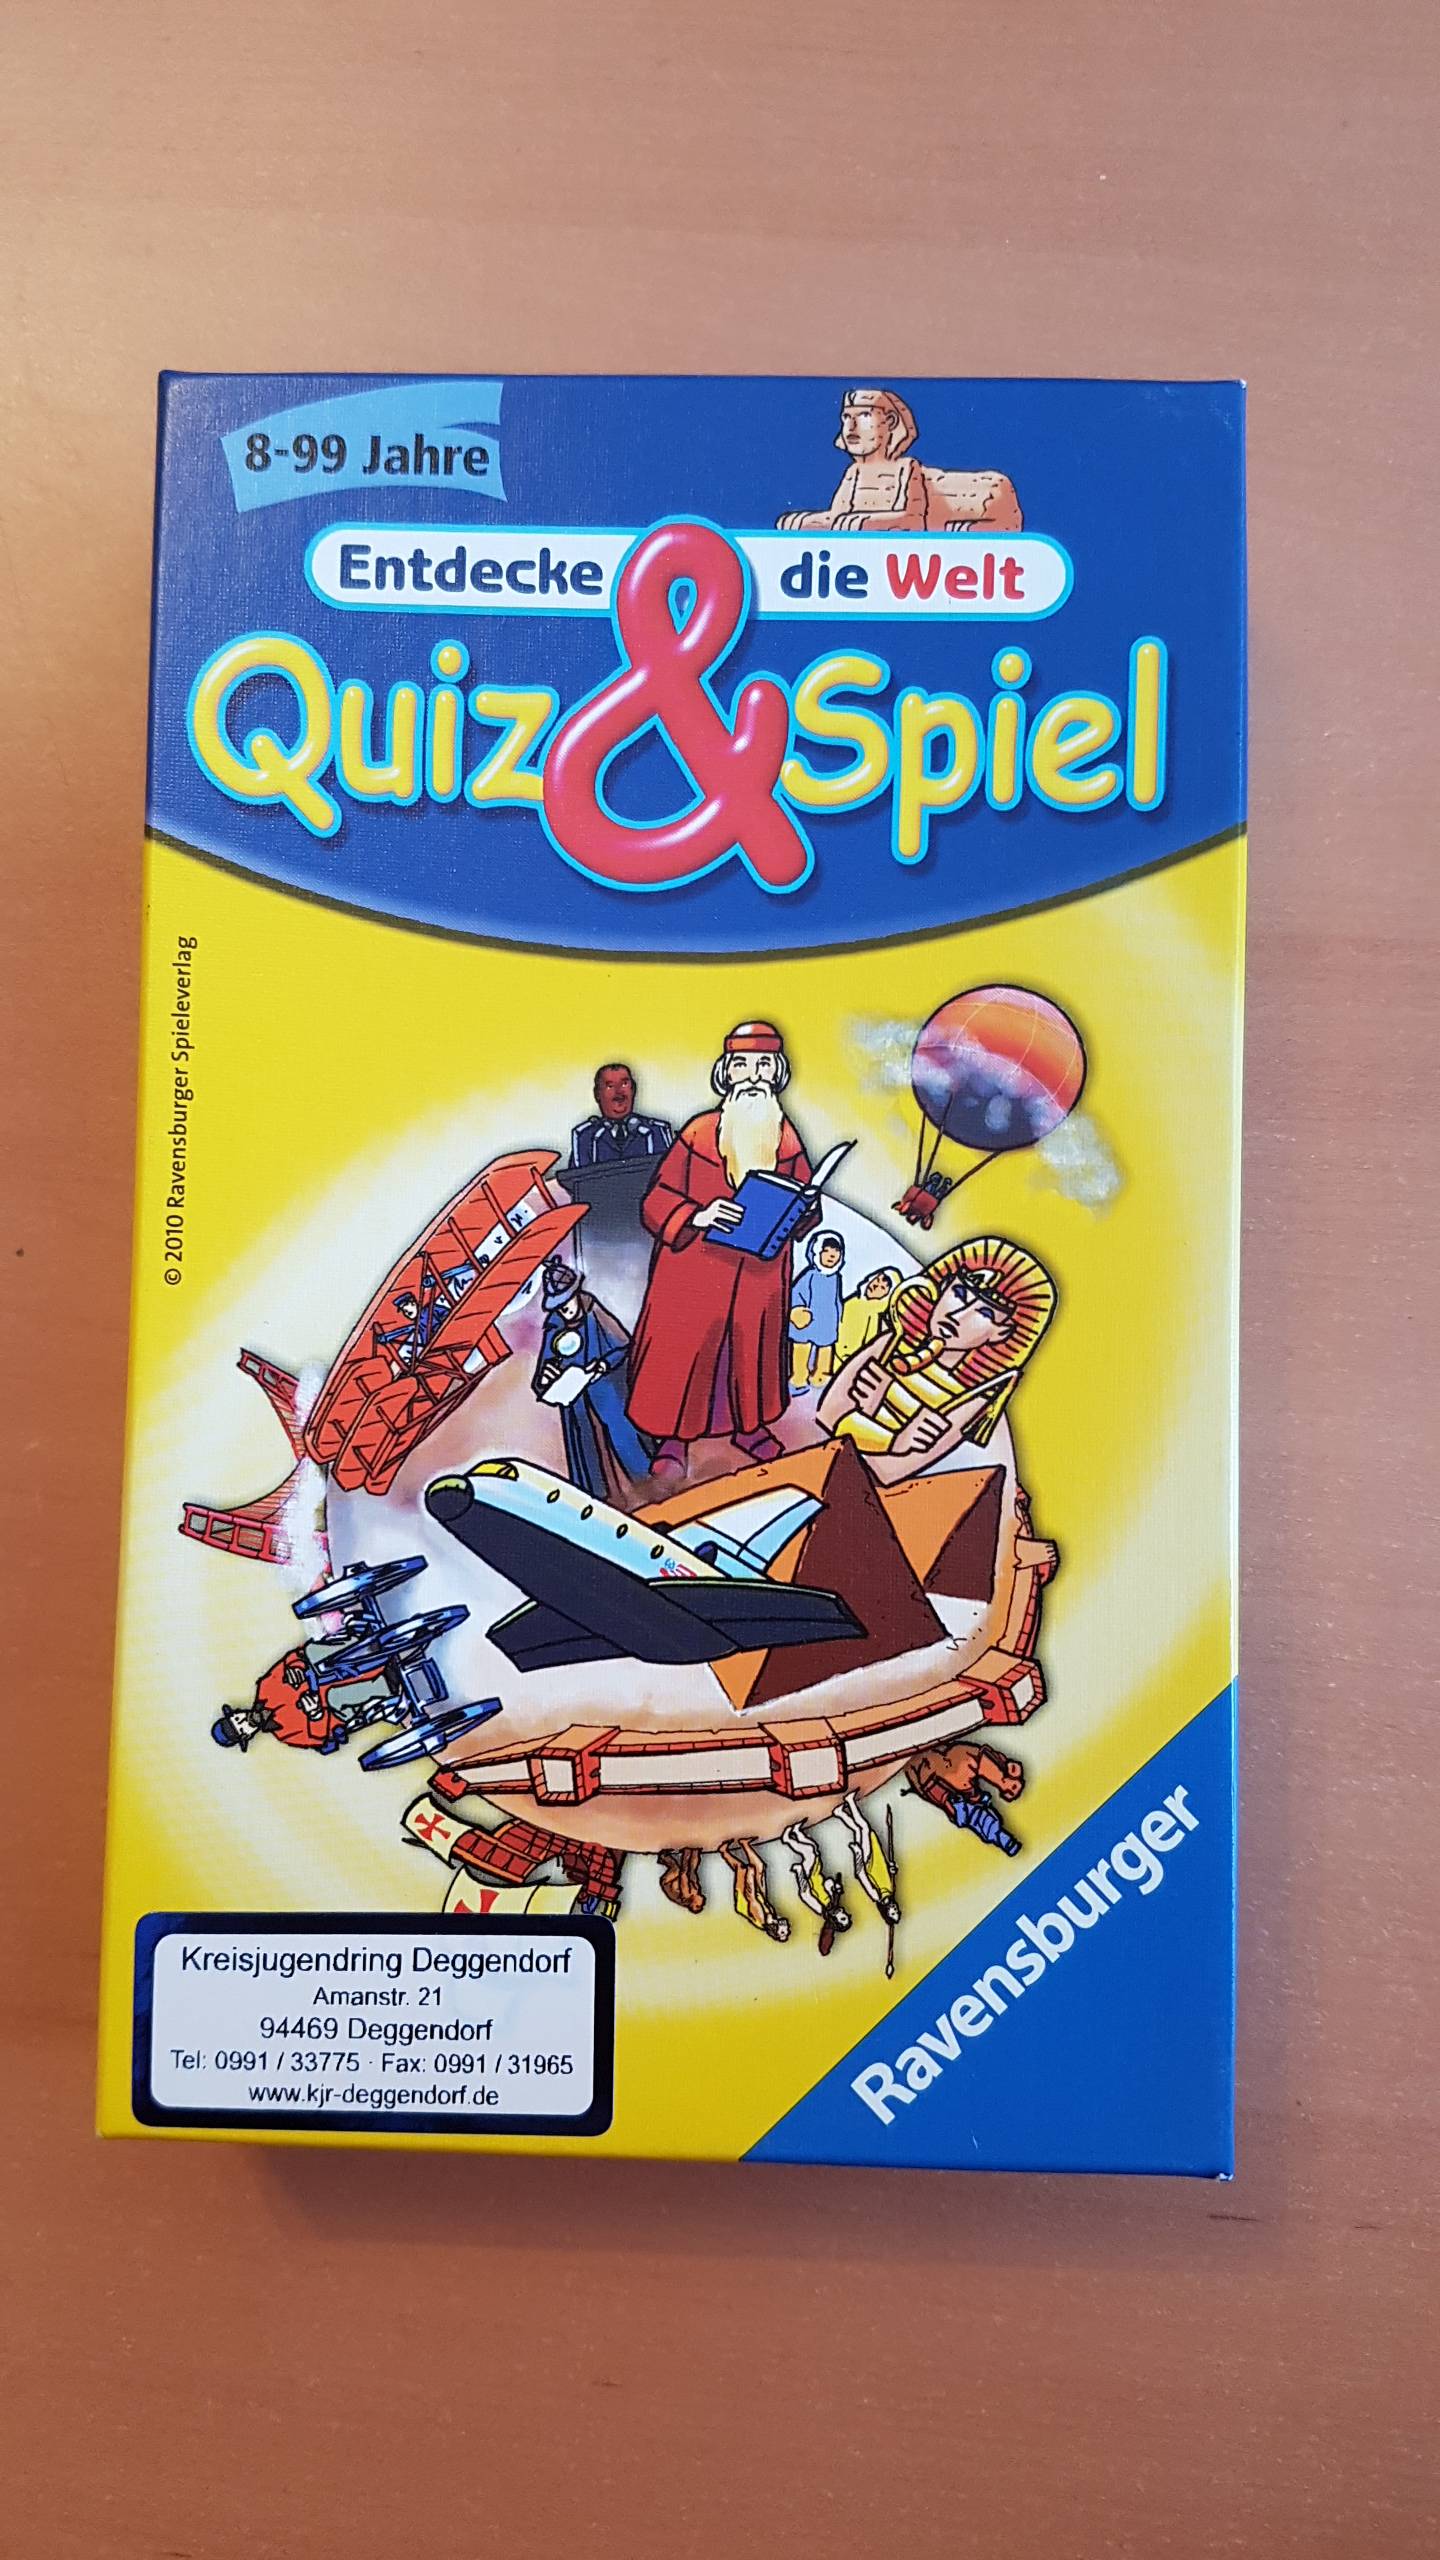 8-99 Jahre
Entdecke die Welt
Quiz & Spiel
© 2010 Ravensburger Spieleverlag
Ravensburger
Kreisjugendring Deggendorf
Amanstr. 21
94469 Deggendorf
Tel: 0991 / 33775 · Fax: 0991 / 31965
www.kjr-deggendorf.de